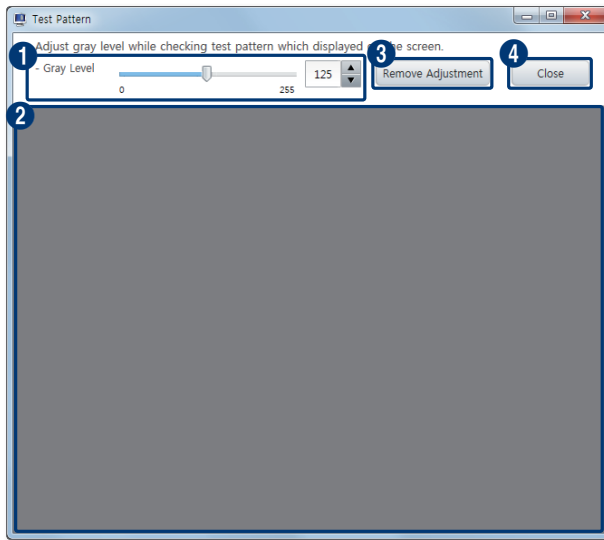 Test Pattern
Adjust gray level while checking test pattern which displayed screen.
1
- Gray Level
0
255
125
3
Remove Adjustment
4
Close
2